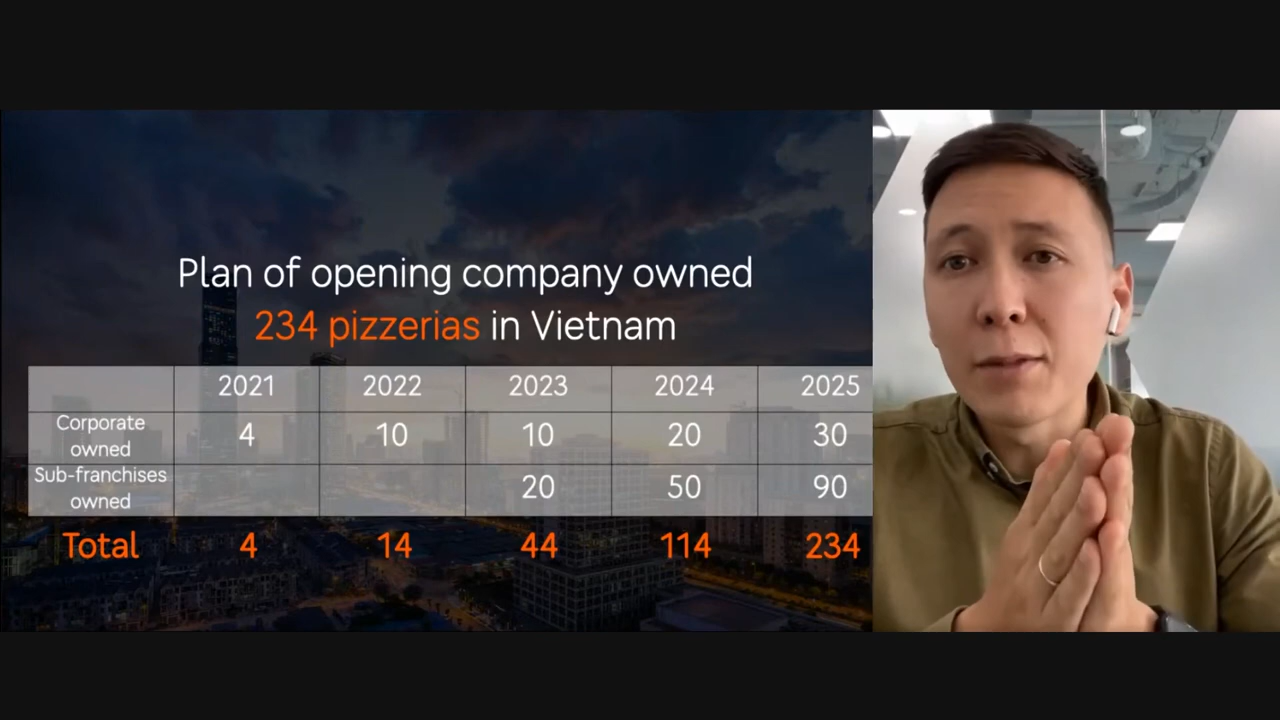 Plan of opening company owned
234 pizzerias in Vietnam
2021 2022 2023 2024 2025
Corporate
owned
4 10 10 20 30
Sub-franchises
owned
20 50 90
Total 4 14 44 114 234